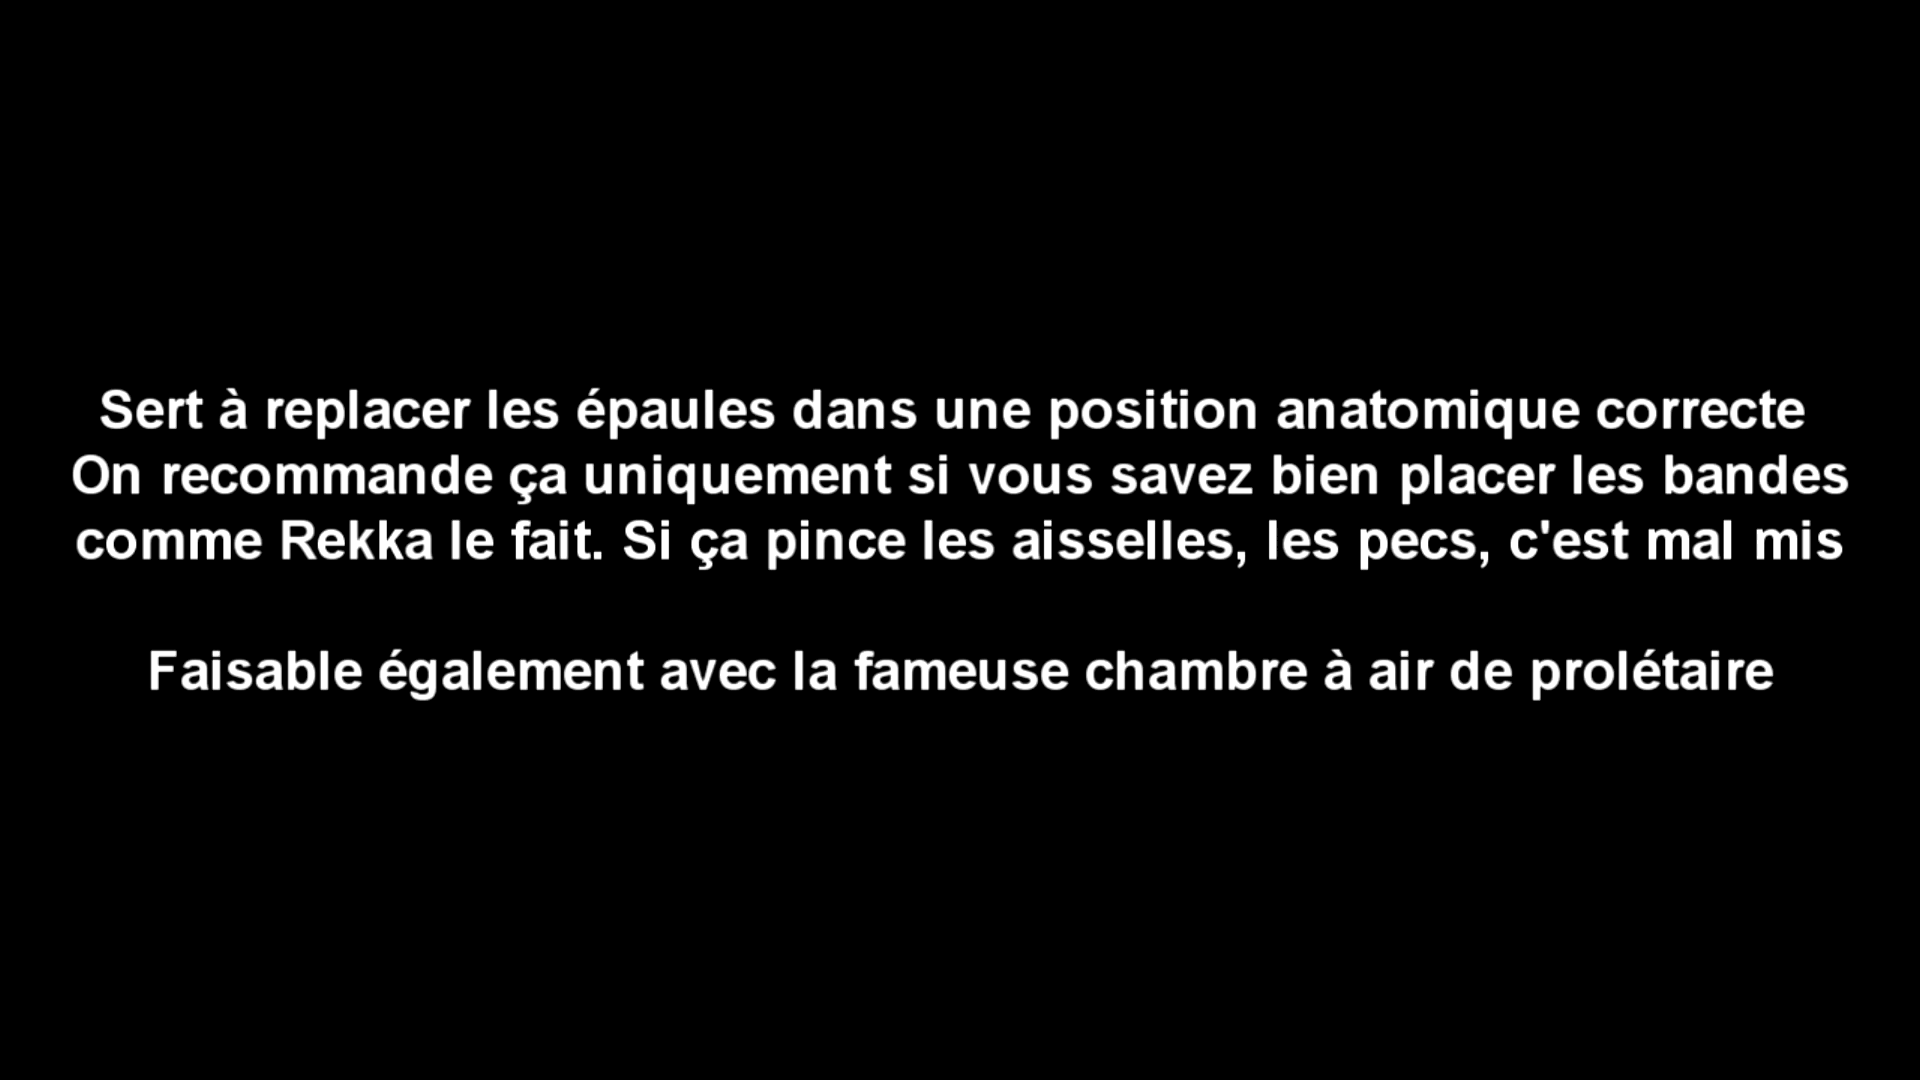 Sert à replacer les épaules dans une position anatomique correcte
On recommande ça uniquement si vous savez bien placer les bandes
comme Rekka le fait. Si ça pince les aisselles, les pecs, c'est mal mis
Faisable également avec la fameuse chambre à air de prolétaire